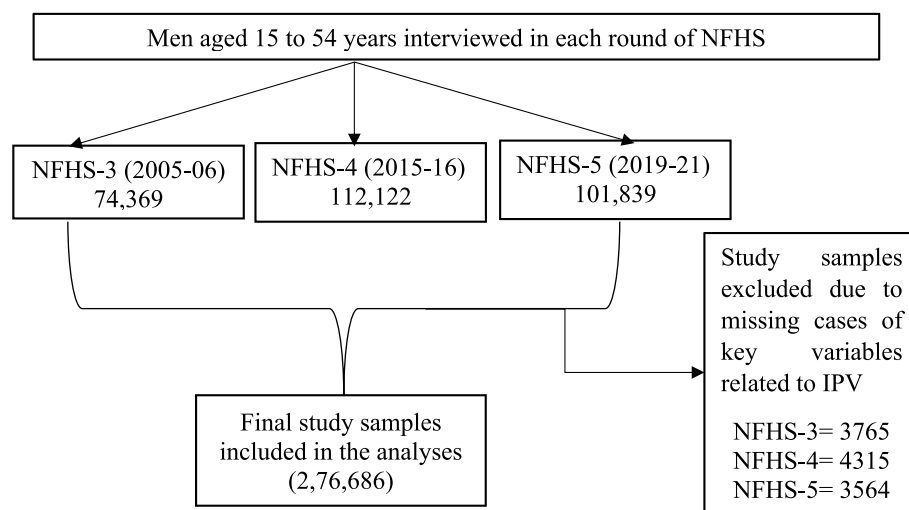 Men aged 15 to 54 years interviewed in each round of NFHS
NFHS-3 (2005-06)
74,369
NFHS-4 (2015-16)
112,122
NFHS-5 (2019-21)
101,839
Study samples
excluded due to
missing cases of
key variables
related to IPV
NFHS-3= 3765
NFHS-4= 4315
NFHS-5= 3564
Final study samples
included in the analyses
(2,76,686)